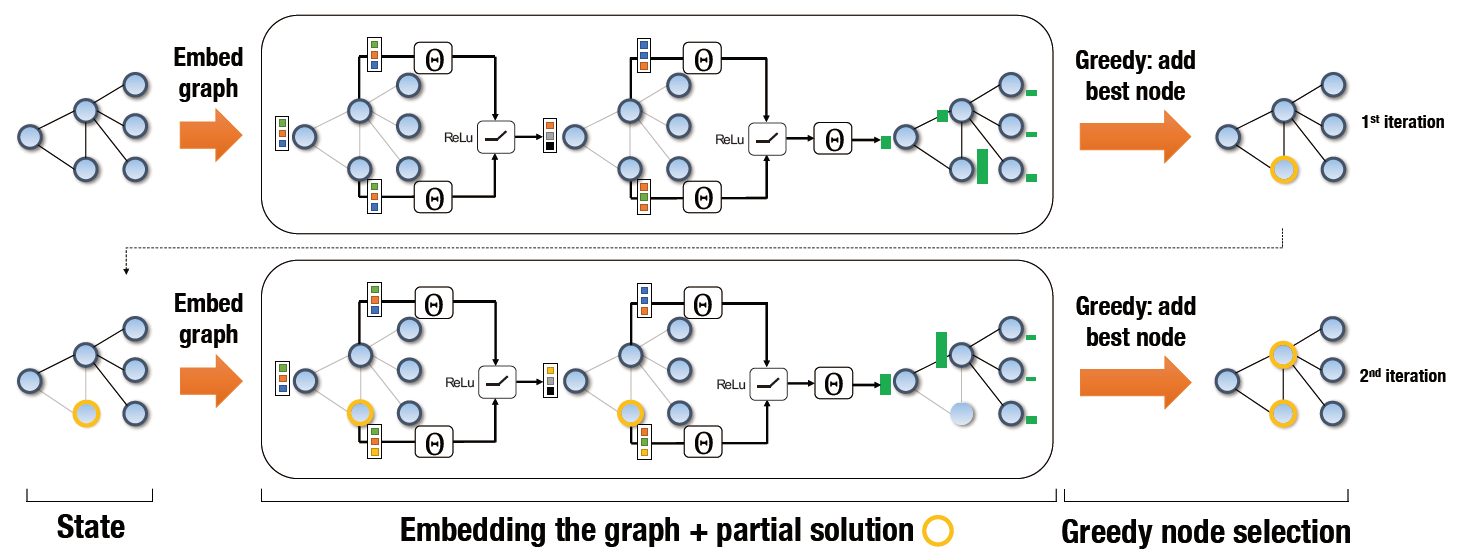 Embed
graph
Θ
Θ
ReLu
Θ
Θ
ReLu
Θ
Greedy: add
best node
1st iteration
Embed
graph
Θ
Θ
ReLu
Θ
Θ
ReLu
Θ
Greedy: add
best node
2nd iteration
State
Embedding the graph + partial solution
Greedy node selection